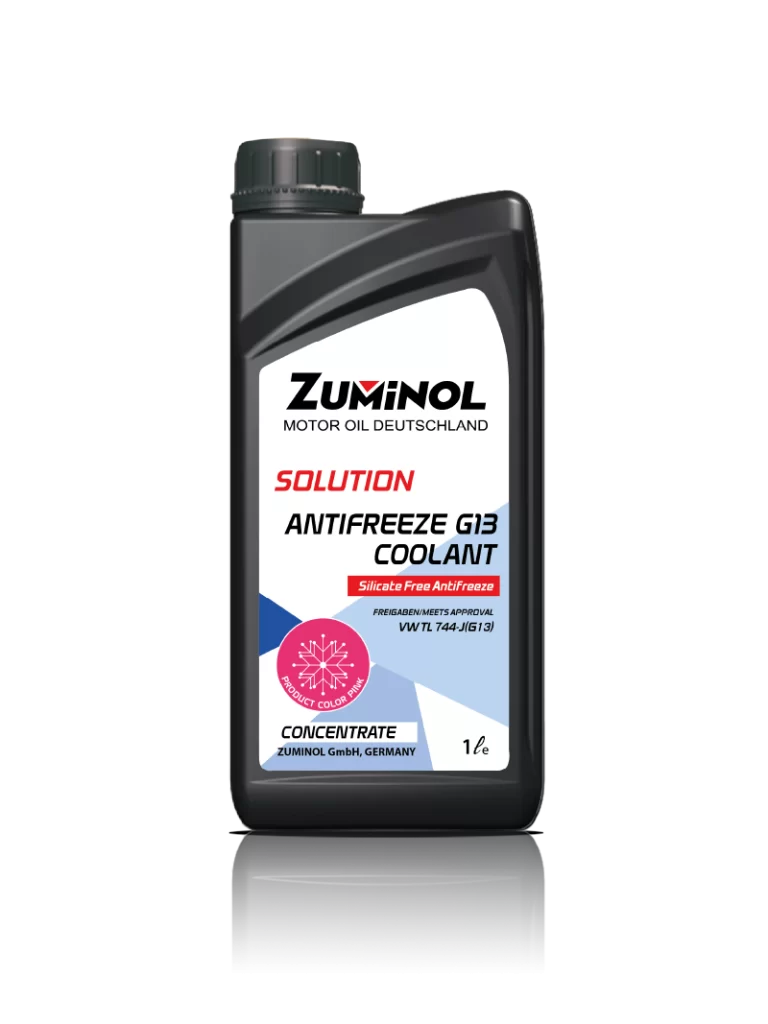 ZUMiNOL
MOTOR OIL DEUTSCHLAND
SOLUTION
ANTIFREEZE G13
COOLANT
Silicate Free Antifreeze
FREIGABEN/MEETS APPROVAL
VW TL 744-J(G13)
PRODUCT COLOR PINK
CONCENTRATE
ZUMINOL GmbH, GERMANY
1 ℓ e